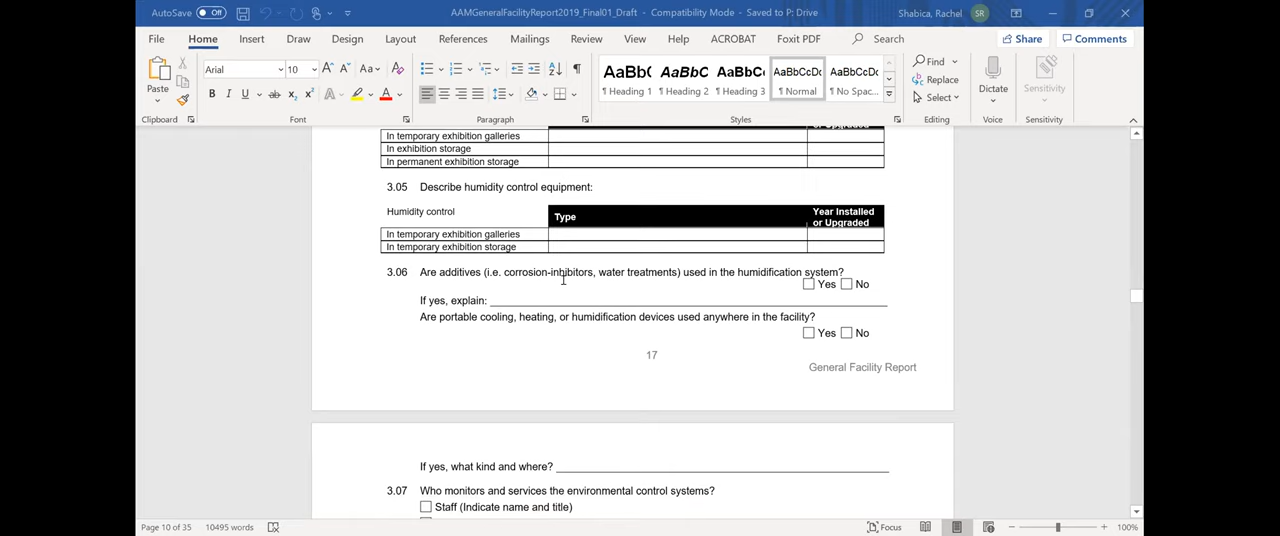 AutoSave Off AAMGeneralFacilityReport2019_Final01_Draft - Compatibility Mode - Saved to P: Drive Shabica, Rachel SR
File Home Insert Draw Design Layout References Mailings Review View Help ACROBAT Foxit PDF Search Share Comments
Paste
Arial 10
Aa
B I U ab x₂ x² A A
AaBb( AaBbC AaBbC AaBbCcDc AaBbCcDc
¶ Heading 1 ¶ Heading 2 ¶ Heading 3 ¶ Normal ¶ No Spac...
Find
Replace
Select
Dictate
Sensitivity
Clipboard Font Paragraph Styles Editing Voice Sensitivity
In temporary exhibition galleries
In exhibition storage
In permanent exhibition storage
3.05 Describe humidity control equipment:
Humidity control Type Year Installed
or Upgraded
In temporary exhibition galleries
In temporary exhibition storage
3.06 Are additives (i.e. corrosion-inhibitors, water treatments) used in the humidification system?
Yes No
If yes, explain:
Are portable cooling, heating, or humidification devices used anywhere in the facility?
Yes No
17
General Facility Report
If yes, what kind and where?
3.07 Who monitors and services the environmental control systems?
Staff (Indicate name and title)
Page 10 of 35 10495 words Focus 100%